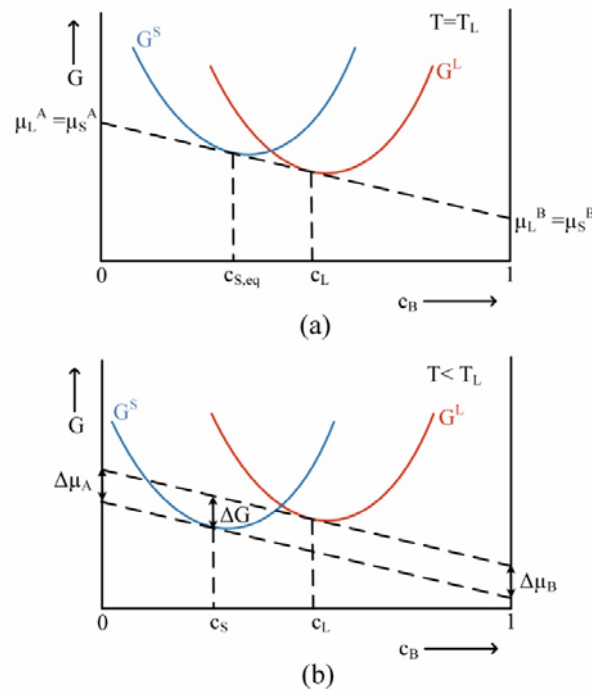 G^S
T=T_L
G
G^L
μ_L^A =μ_S^A
μ_L^B =μ_S^B
0
c_S,eq
c_L
1
c_B
(a)
T< T_L
G
G^S
G^L
Δμ_A
ΔG
Δμ_B
0
c_S
c_L
1
c_B
(b)